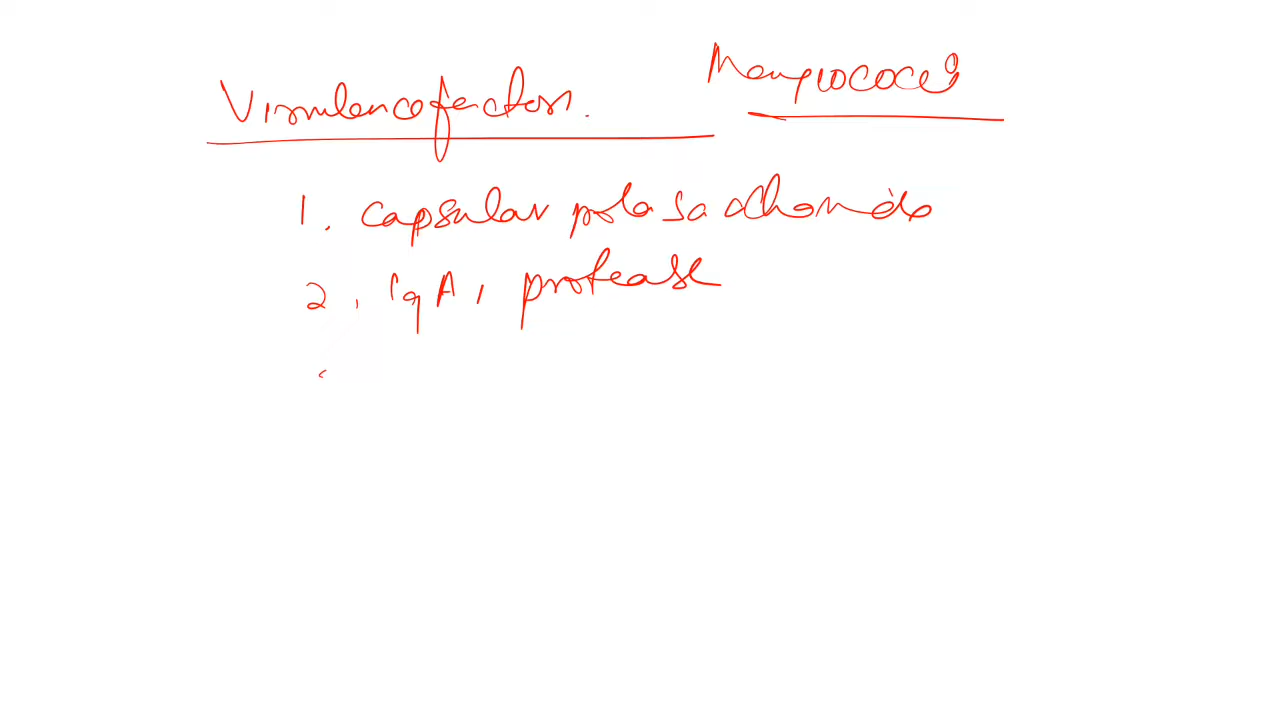 Virulence factors.
Meningococci
1. capsular polysaccharide
2. IgA1 protease